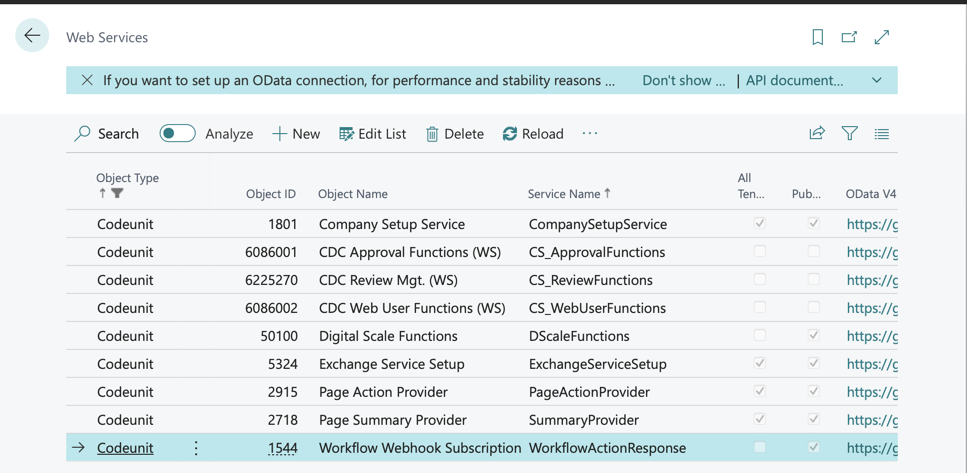 Web Services
If you want to set up an OData connection, for performance and stability reasons ... Don't show ... | API document...
Search Analyze New Edit List Delete Reload ...
Object Type ↑ Object ID Object Name Service Name ↑ All Ten... Pub... OData V4
Codeunit 1801 Company Setup Service CompanySetupService https://g
Codeunit 6086001 CDC Approval Functions (WS) CS_ApprovalFunctions https://g
Codeunit 6225270 CDC Review Mgt. (WS) CS_ReviewFunctions https://g
Codeunit 6086002 CDC Web User Functions (WS) CS_WebUserFunctions https://g
Codeunit 50100 Digital Scale Functions DScaleFunctions https://g
Codeunit 5324 Exchange Service Setup ExchangeServiceSetup https://g
Codeunit 2915 Page Action Provider PageActionProvider https://g
Codeunit 2718 Page Summary Provider SummaryProvider https://g
Codeunit 1544 Workflow Webhook Subscription WorkflowActionResponse https://g